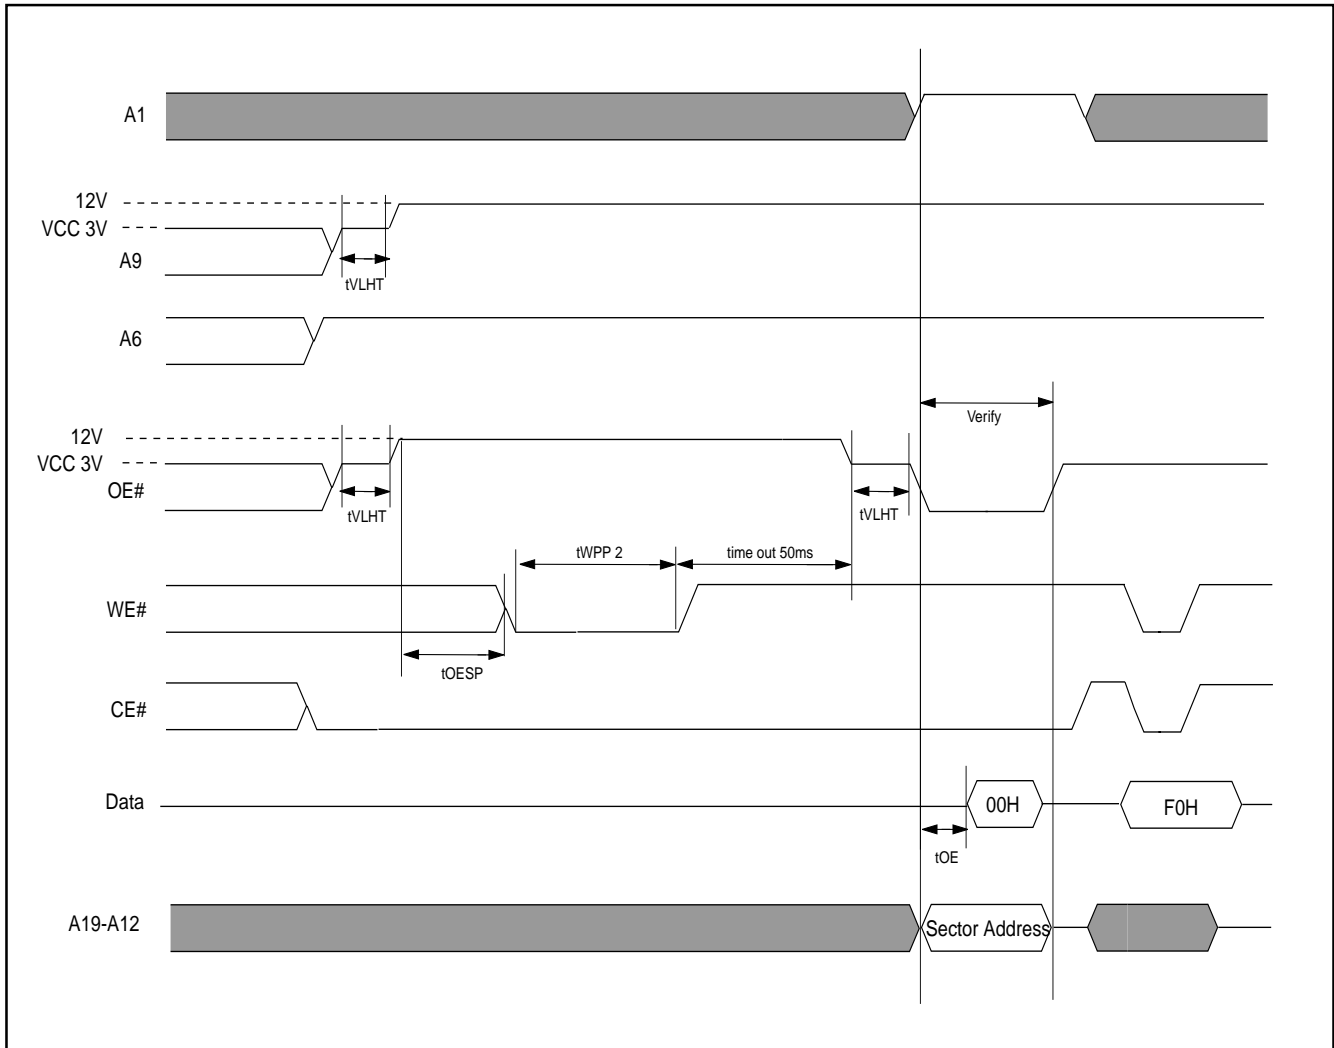 A1
12V
VCC 3V
A9
tVLHT
A6
Verify
12V
VCC 3V
OE#
tVLHT
tVLHT
tWPP 2
time out 50ms
WE#
tOESP
CE#
Data
00H
F0H
tOE
A19-A12
Sector Address